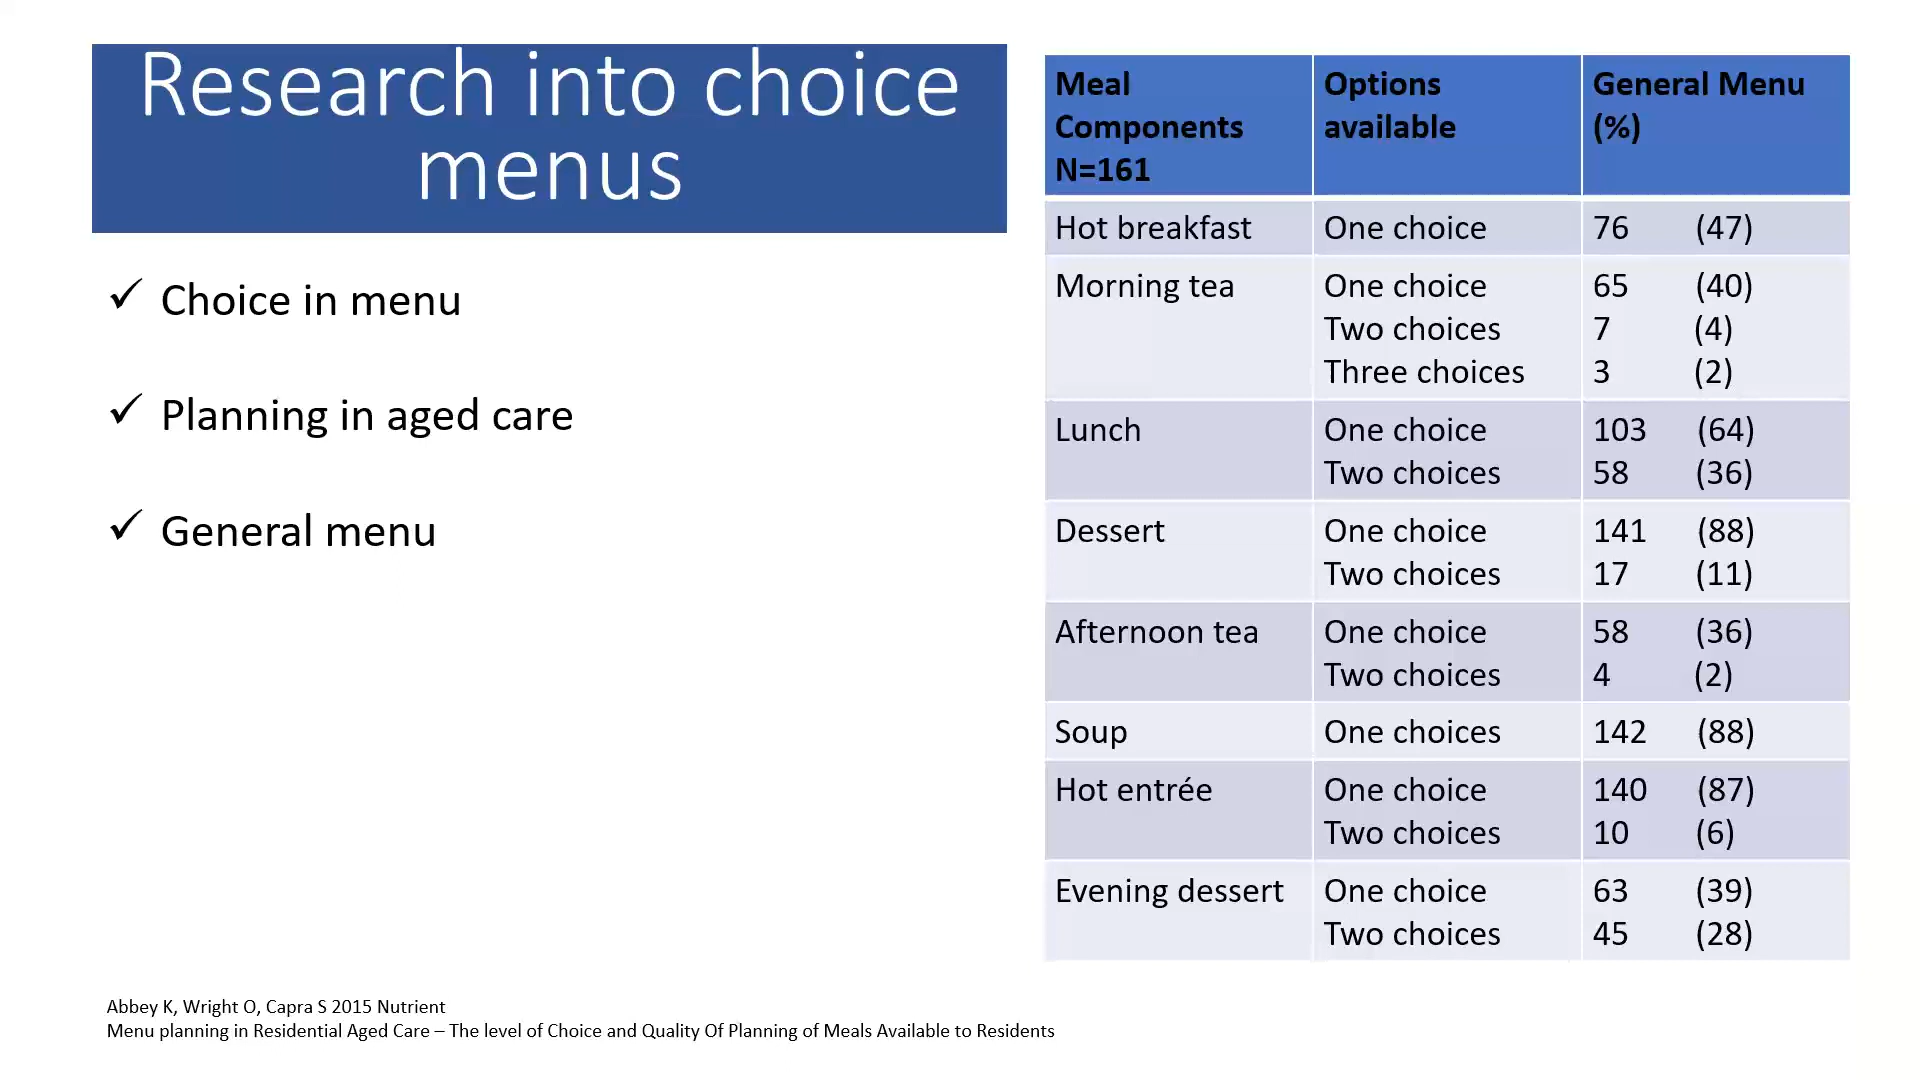 Research into choice
menus
✓ Choice in menu
✓ Planning in aged care
✓ General menu
Meal Components N=161 | Options available | General Menu (%)
Hot breakfast | One choice | 76 (47)
Morning tea | One choice | 65 (40)
Two choices | 7 (4)
Three choices | 3 (2)
Lunch | One choice | 103 (64)
Two choices | 58 (36)
Dessert | One choice | 141 (88)
Two choices | 17 (11)
Afternoon tea | One choice | 58 (36)
Two choices | 4 (2)
Soup | One choices | 142 (88)
Hot entrée | One choice | 140 (87)
Two choices | 10 (6)
Evening dessert | One choice | 63 (39)
Two choices | 45 (28)
Abbey K, Wright O, Capra S 2015 Nutrient
Menu planning in Residential Aged Care – The level of Choice and Quality Of Planning of Meals Available to Residents